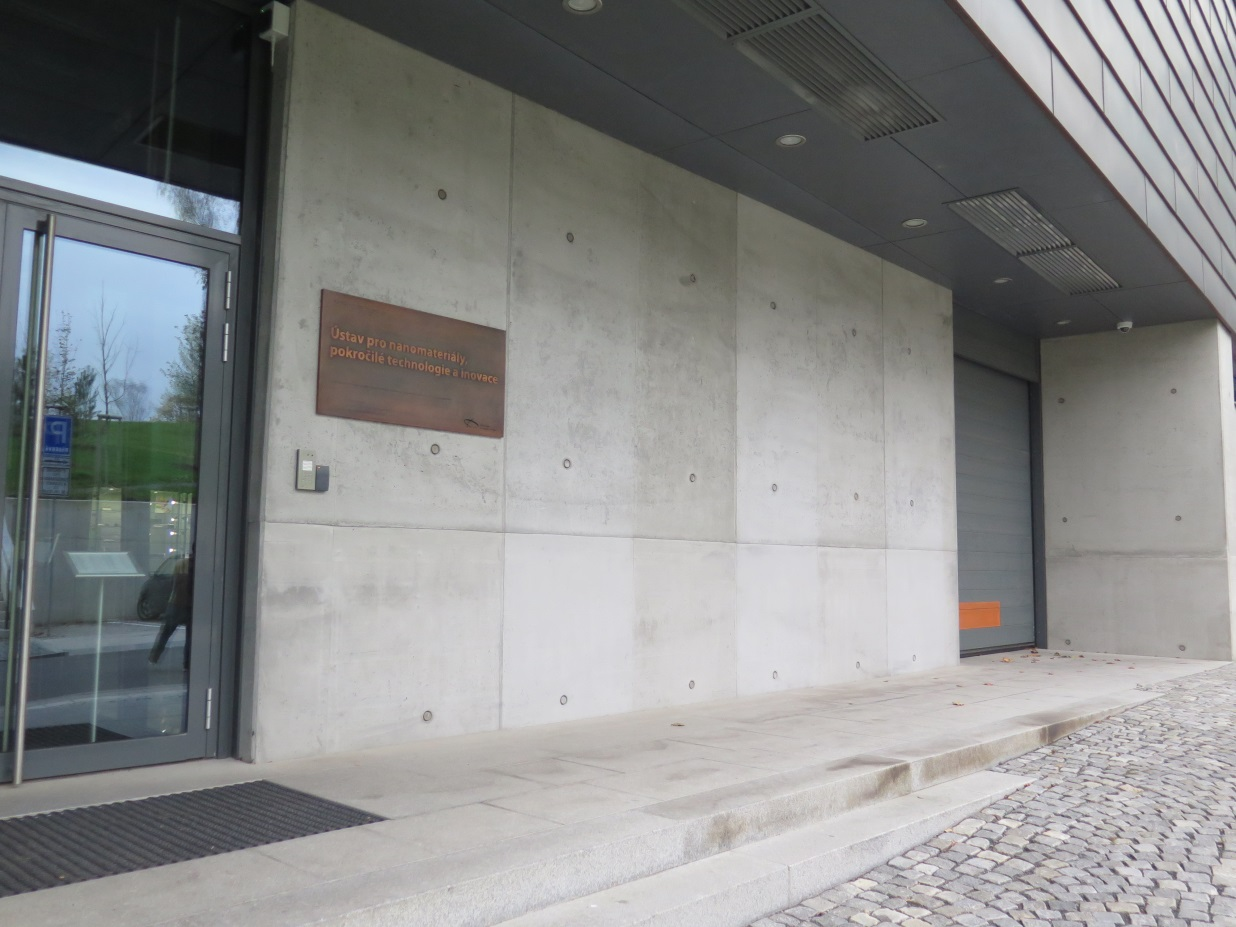 Ústav pro nanomateriály,
pokročilé technologie a inovace